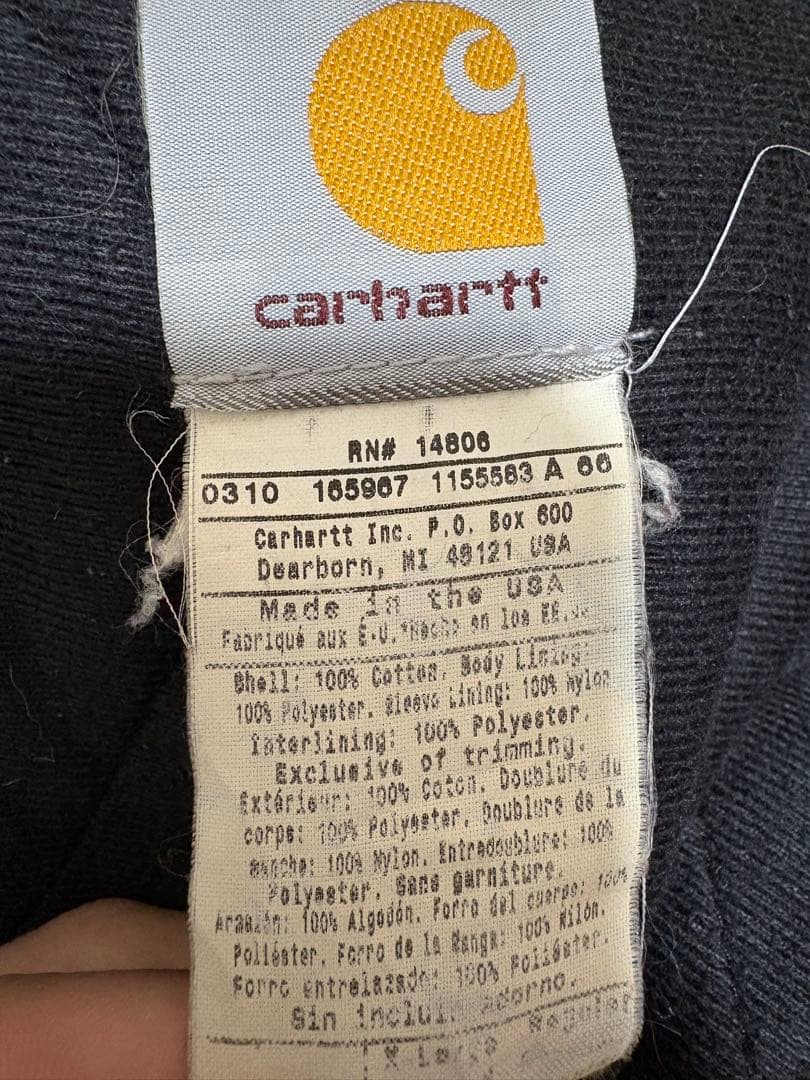 carhartt
RN# 14806
0310 165967 1155583 A 66
Carhartt Inc. P.O. Box 600
Dearborn, MI 48121 USA
Made in the USA
Fabriqué aux É.U. Hecho en los EE.
Shell: 100% Cotton. Body Lining:
100% Polyester. Sleeve Lining: 100% Nylon
Interlining: 100% Polyester.
Exclusive of trimming.
Extérieur: 100% Coton. Doublure du
corps: 100% Polyester. Doublure de la
manche: 100% Nylon. Entredoublure: 100%
Polyester. Sans garniture.
Armazón: 100% Algodón. Forro del cuerpo: 100%
Poliéster. Forro de la Manga: 100% Nilón.
Forro entrelazado: 100% Poliéster.
Sin incluir adorno.
X Large Regular